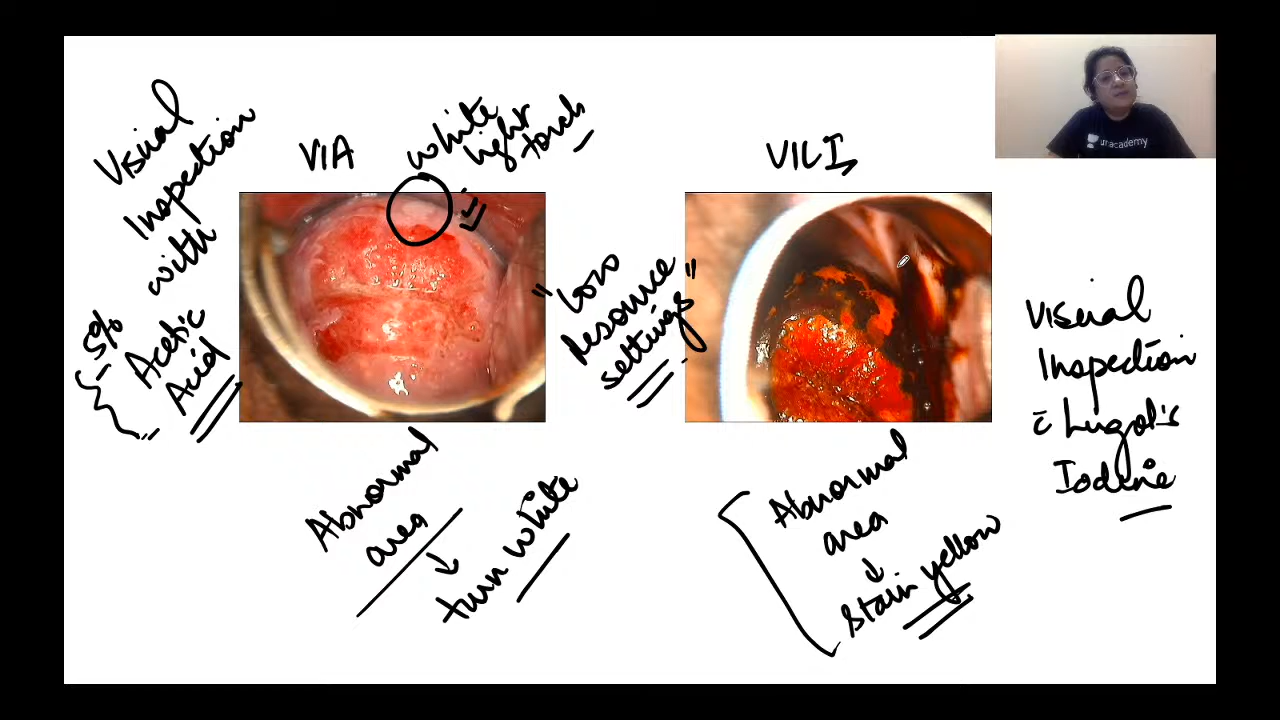 Visual
Inspection
with
5%
Acetic
Acid
VIA
white
light
torch
Abnormal
area
↓
turn white
"Low
resource
settings"
VILI
Abnormal
area
↓
stain yellow
Visual
Inspection
c̄ Lugol's
Iodine
unacademy